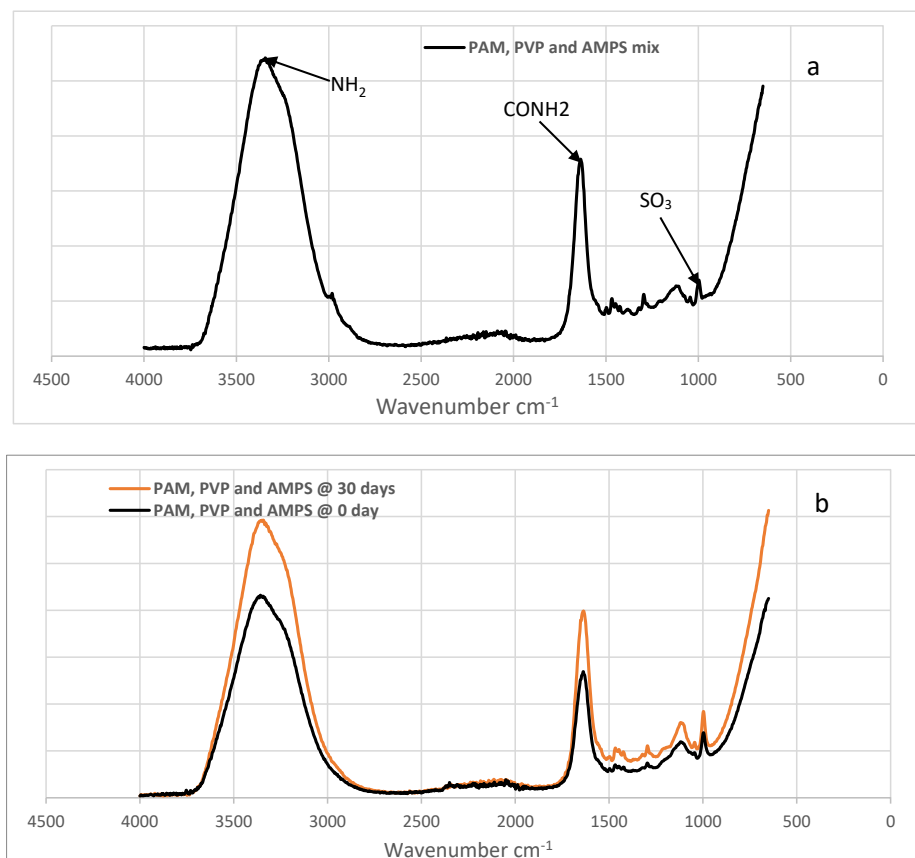 PAM, PVP and AMPS mix
a
NH₂
CONH2
SO₃
4500 4000 3500 3000 2500 2000 1500 1000 500 0
Wavenumber cm⁻¹
PAM, PVP and AMPS @ 30 days
b
PAM, PVP and AMPS @ 0 day
4500 4000 3500 3000 2500 2000 1500 1000 500 0
Wavenumber cm⁻¹